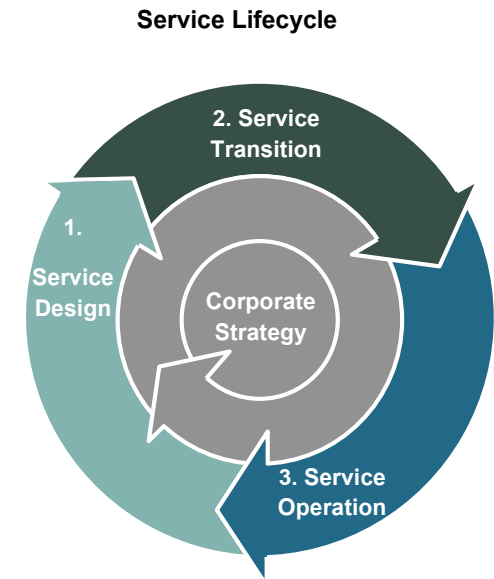 Service Lifecycle
2. Service
Transition
1.
Service
Design
Corporate
Strategy
3. Service
Operation